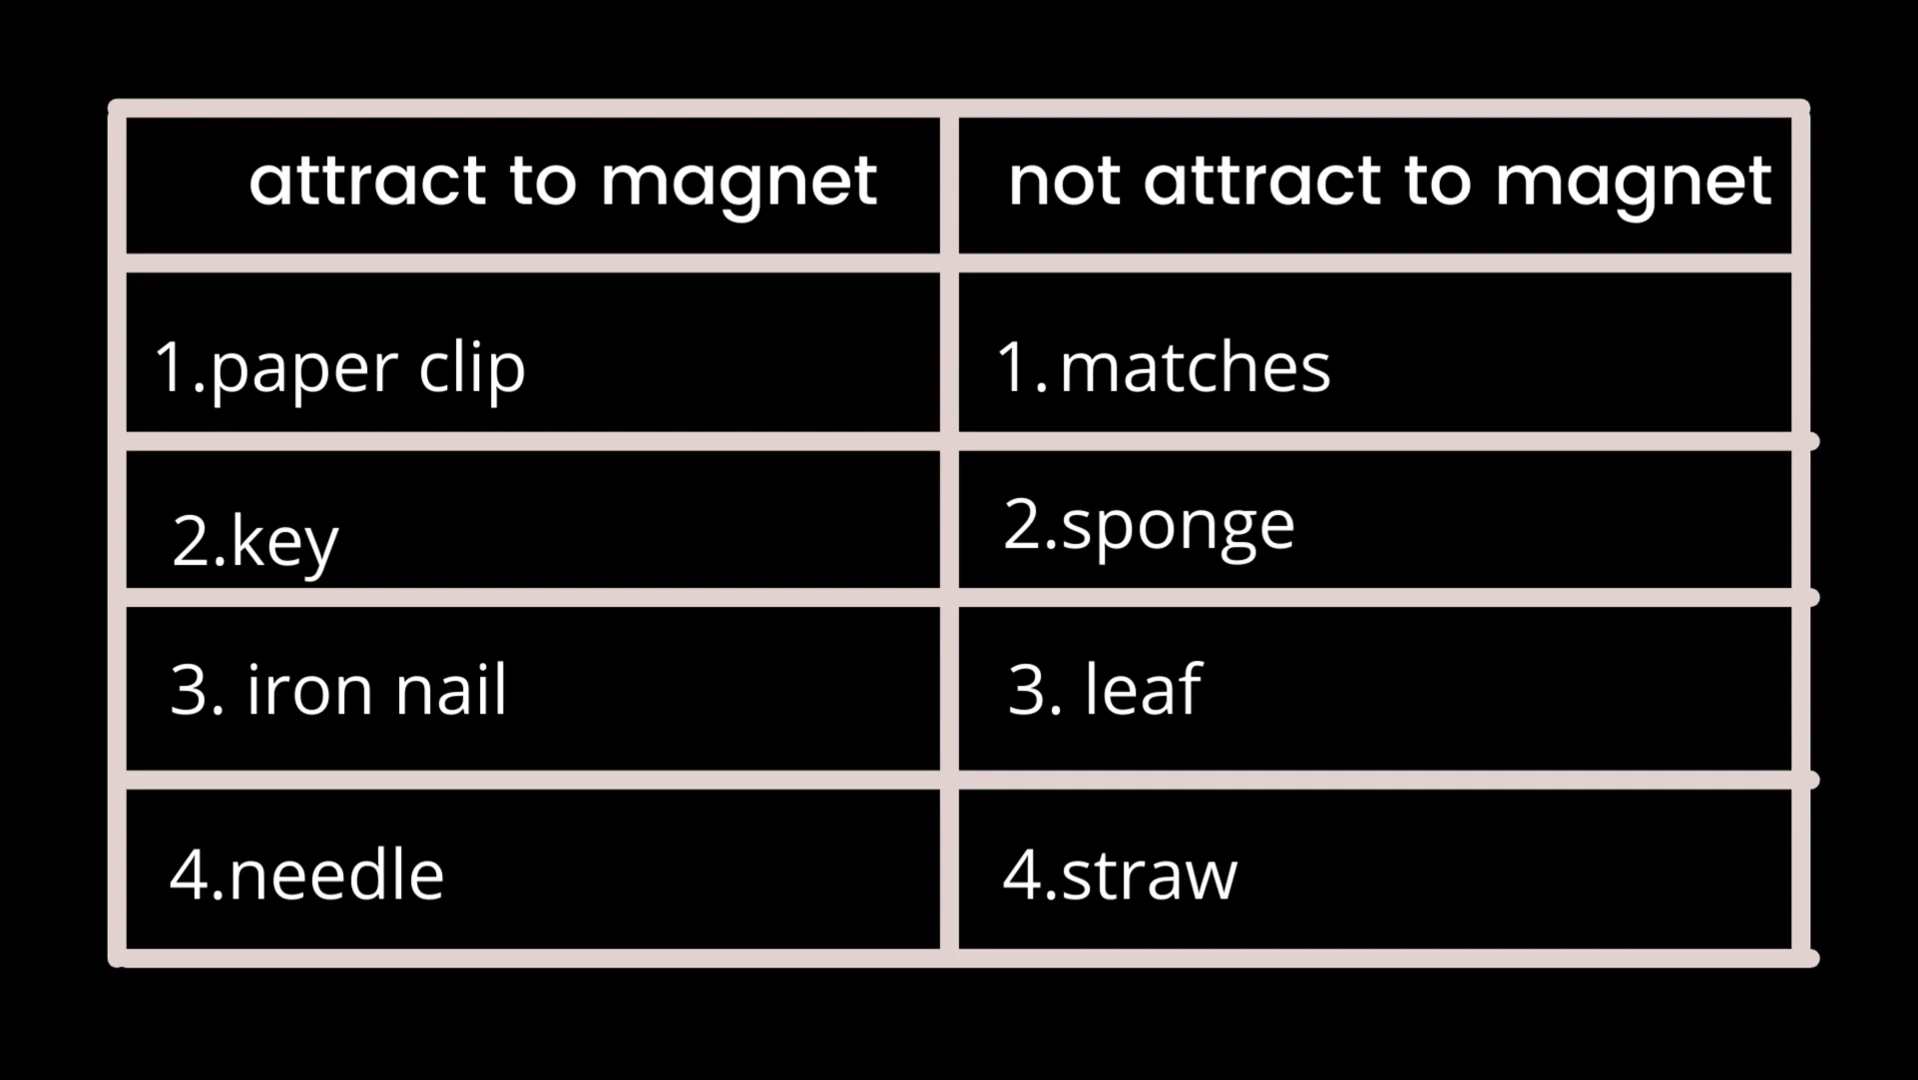 attract to magnet
not attract to magnet
1.paper clip
1. matches
2.key
2.sponge
3. iron nail
3. leaf
4.needle
4.straw